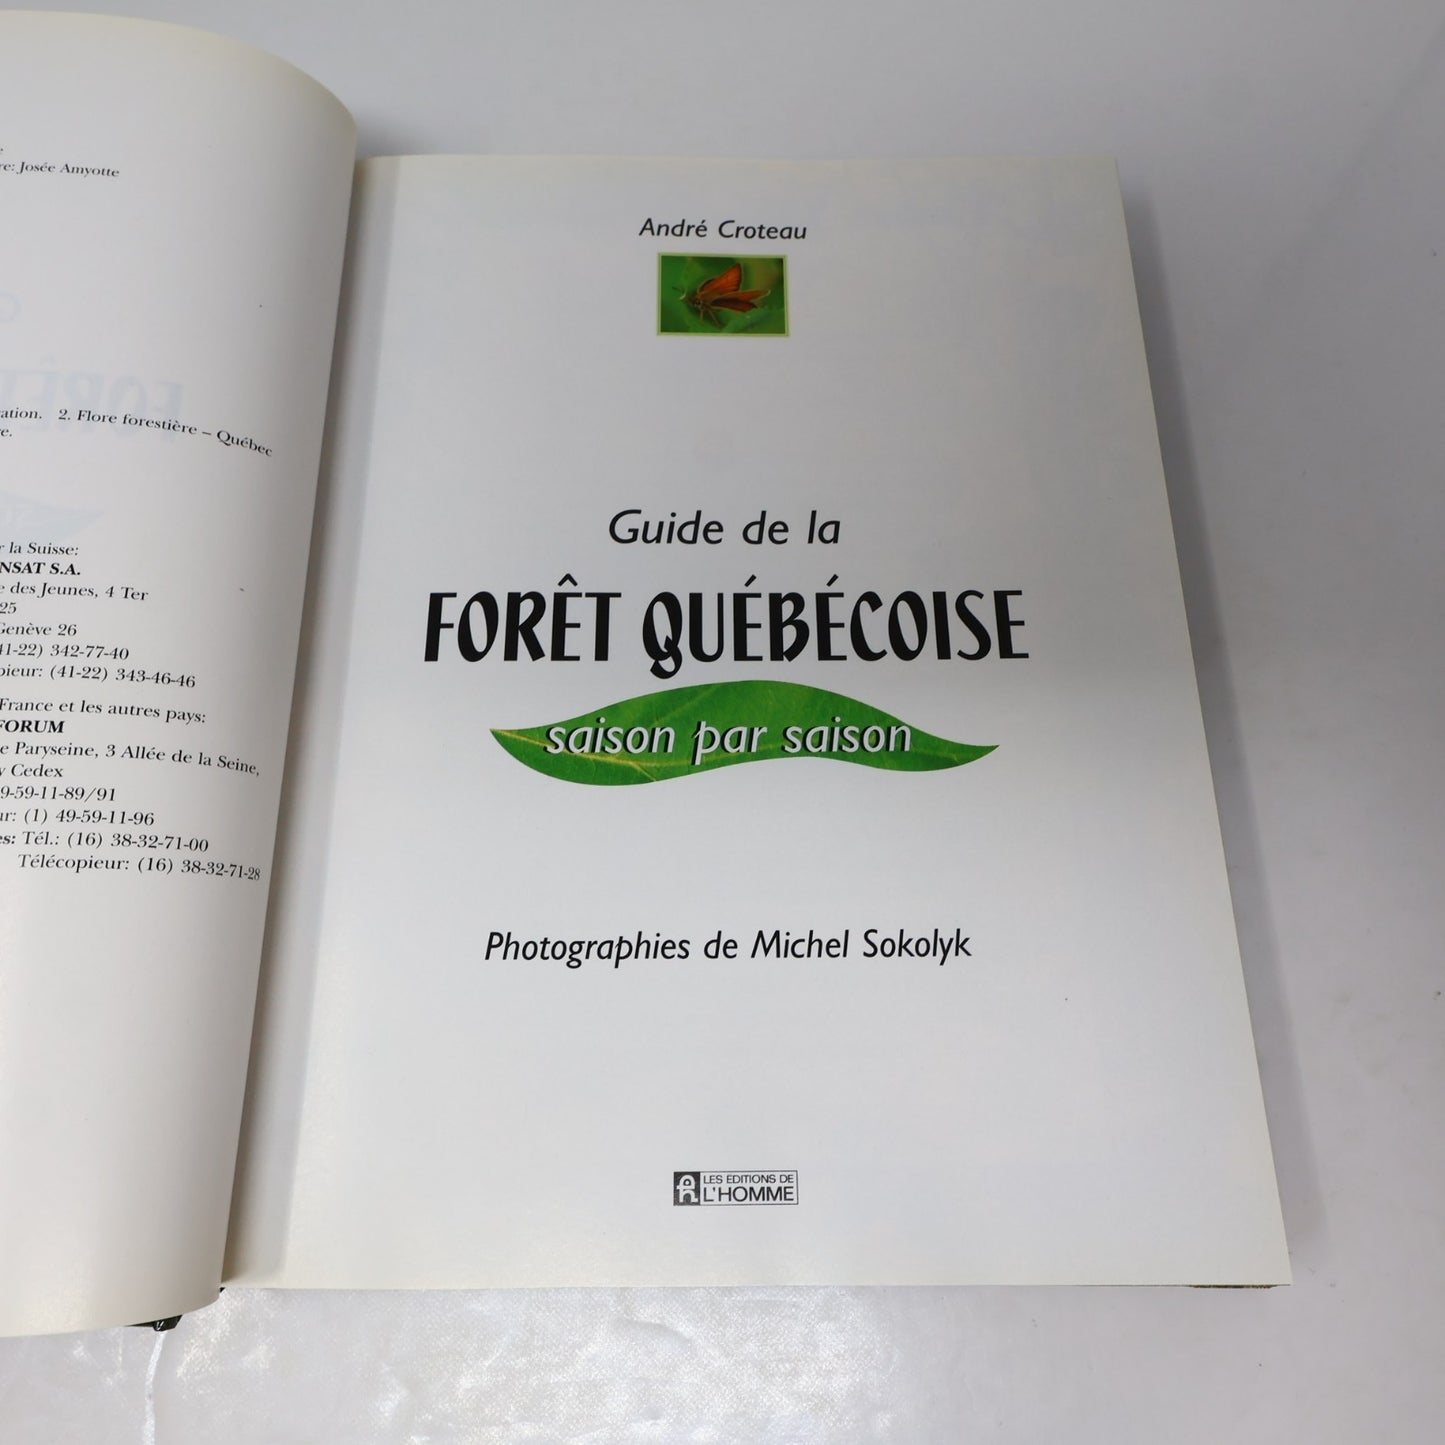 re: Josée Amyotte
ation. 2. Flore forestière – Québec
e.
r la Suisse:
NSAT S.A.
e des Jeunes, 4 Ter
25
Genève 26
41-22) 342-77-40
pieur: (41-22) 343-46-46
France et les autres pays:
FORUM
e Paryseine, 3 Allée de la Seine,
y Cedex
9-59-11-89/91
ur: (1) 49-59-11-96
es: Tél.: (16) 38-32-71-00
Télécopieur: (16) 38-32-71-28
André Croteau
Guide de la
FORÊT QUÉBÉCOISE
saison par saison
Photographies de Michel Sokolyk
LES EDITIONS DE
L'HOMME